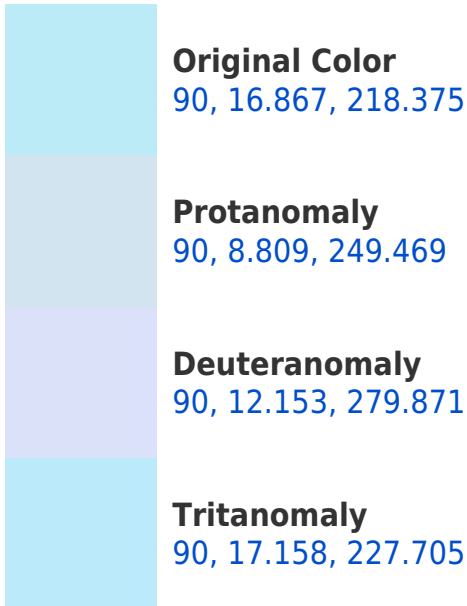 Original Color
90, 16.867, 218.375
Protanomaly
90, 8.809, 249.469
Deuteranomaly
90, 12.153, 279.871
Tritanomaly
90, 17.158, 227.705